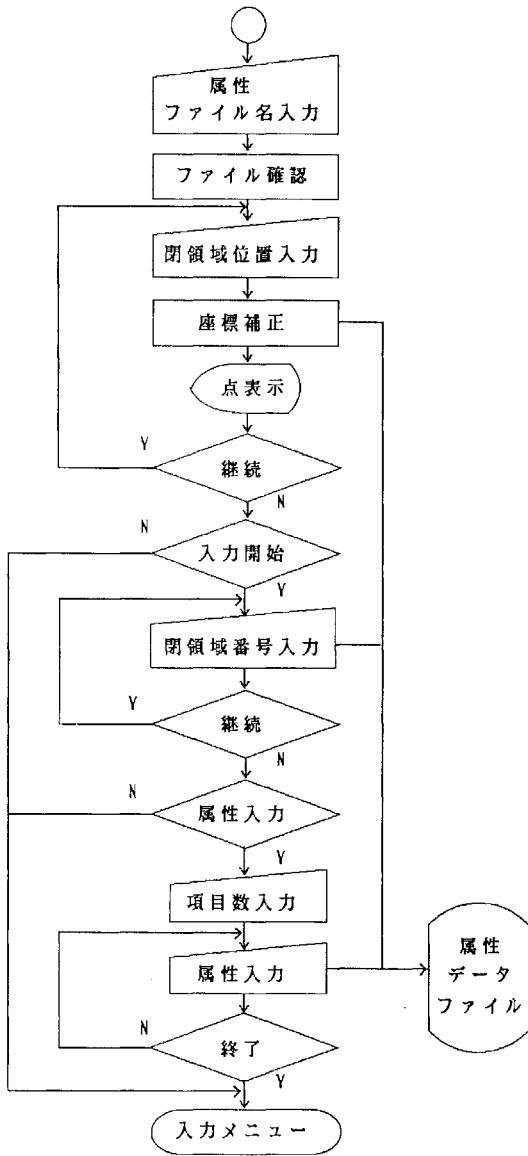 属性
ファイル名入力
ファイル確認
閉領域位置入力
座標補正
点表示
Y
継続
N
N
入力開始
Y
閉領域番号入力
Y
継続
N
N
属性入力
Y
項目数入力
属性入力
属性
データ
ファイル
N
終了
Y
入力メニュー